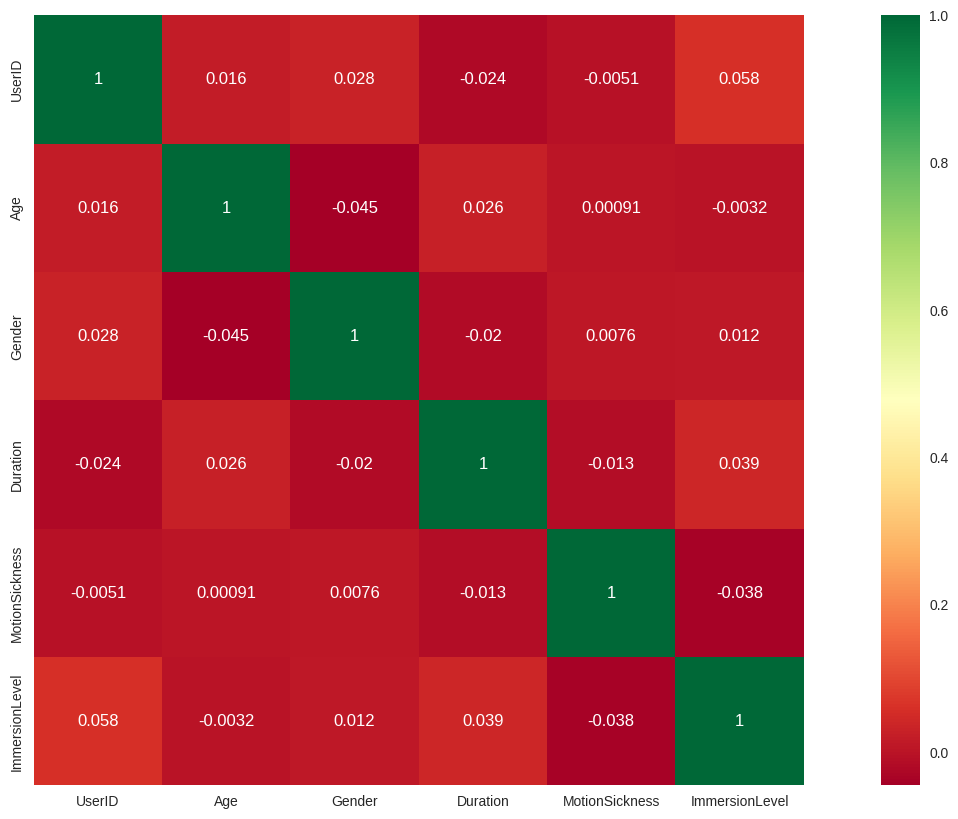 UserID 1 0.016 0.028 -0.024 -0.0051 0.058
Age 0.016 1 -0.045 0.026 0.00091 -0.0032
Gender 0.028 -0.045 1 -0.02 0.0076 0.012
Duration -0.024 0.026 -0.02 1 -0.013 0.039
MotionSickness -0.0051 0.00091 0.0076 -0.013 1 -0.038
ImmersionLevel 0.058 -0.0032 0.012 0.039 -0.038 1
UserID Age Gender Duration MotionSickness ImmersionLevel
1.0
0.8
0.6
0.4
0.2
0.0